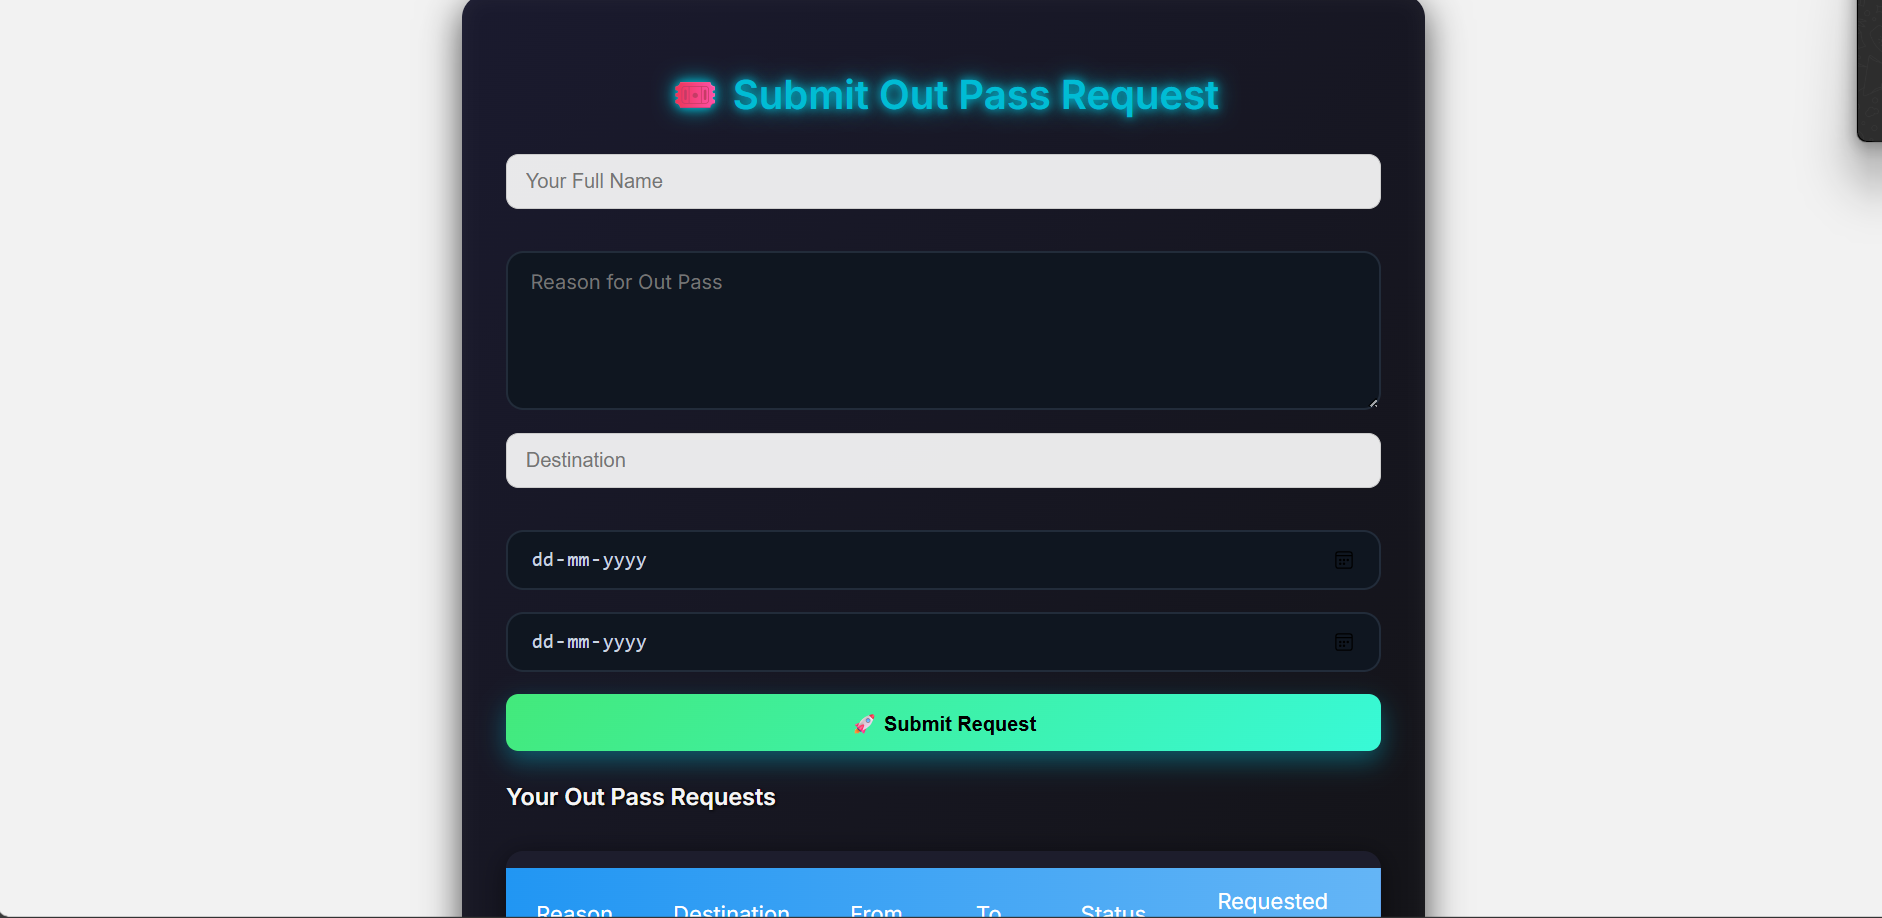 🎟️ Submit Out Pass Request
Your Full Name
Reason for Out Pass
Destination
dd-mm-yyyy
dd-mm-yyyy
🚀 Submit Request
Your Out Pass Requests
Requested
Reason Destination From To Status